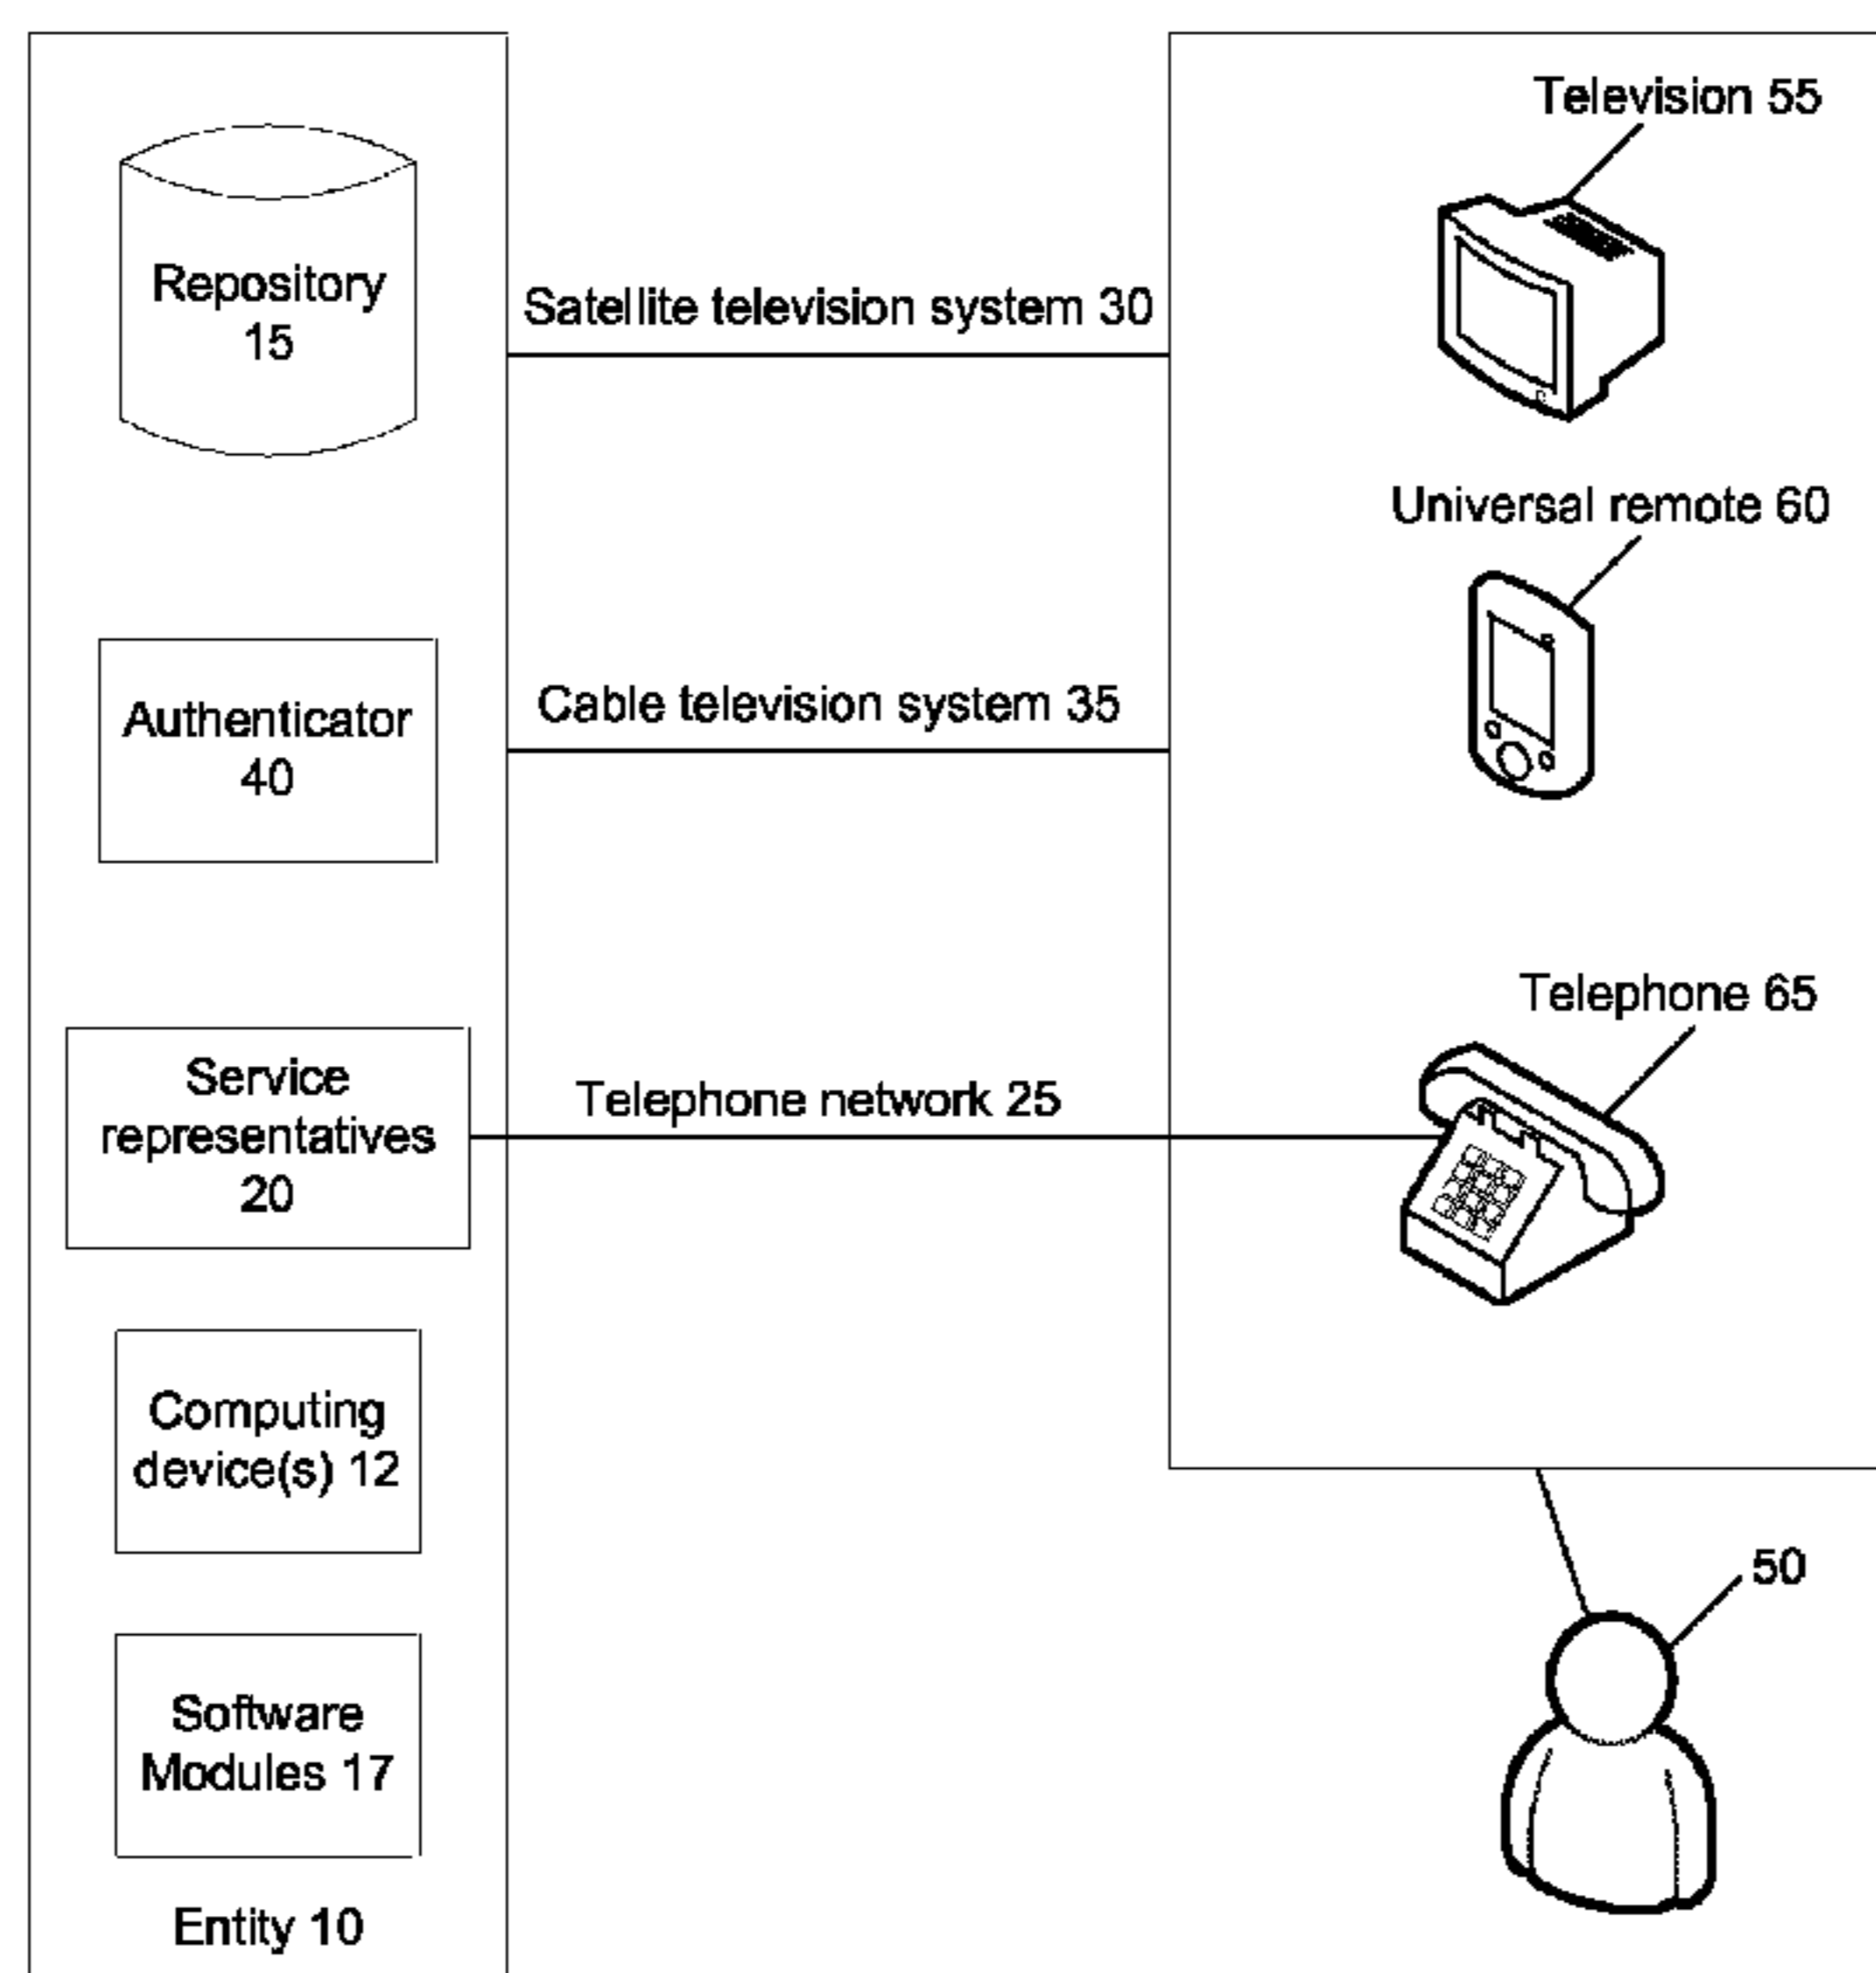 Repository
15
Authenticator
40
Service
representatives
20
Computing
device(s) 12
Software
Modules 17
Entity 10
Satellite television system 30
Cable television system 35
Telephone network 25
Television 55
Universal remote 60
Telephone 65
50